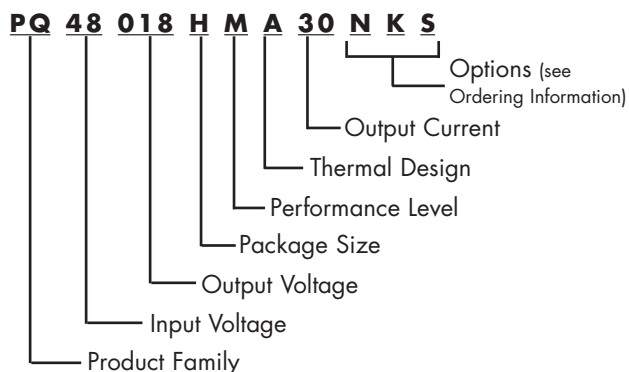 PQ 48 018 H M A 30 N K S
Options (see
Ordering Information)
Output Current
Thermal Design
Performance Level
Package Size
Output Voltage
Input Voltage
Product Family